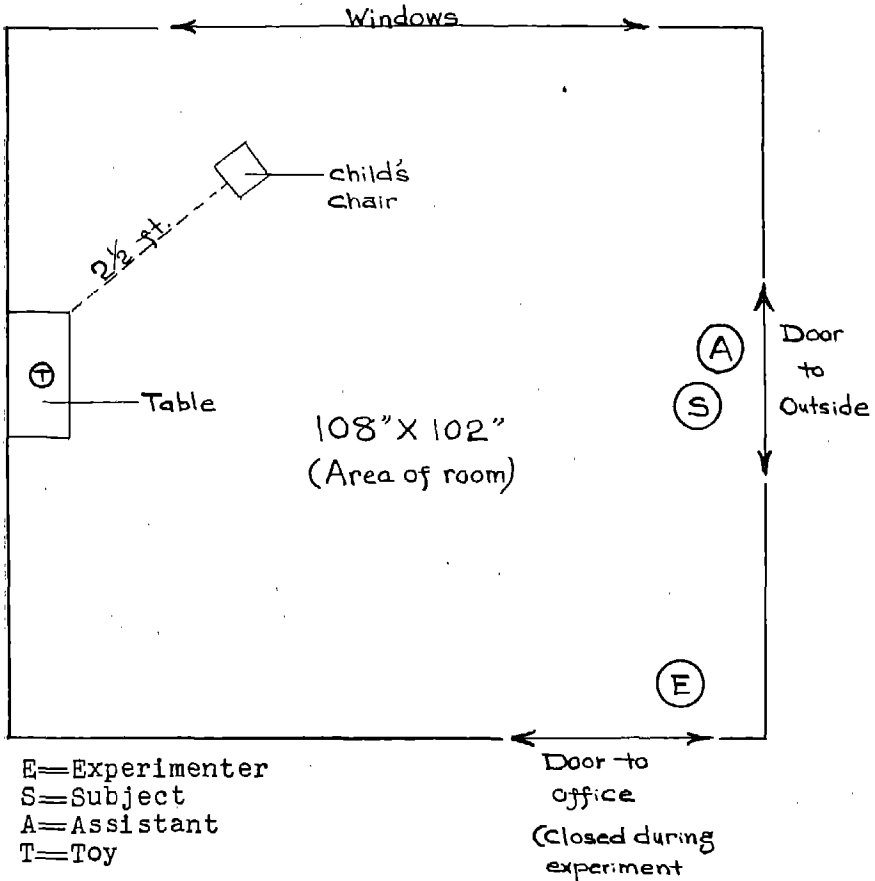 Windows
child's
chair
2½ ft.
T
Table
A
S
Door
to
Outside
108" X 102"
(Area of room)
E
E=Experimenter
S=Subject
A=Assistant
T=Toy
Door to
office
(Closed during
experiment